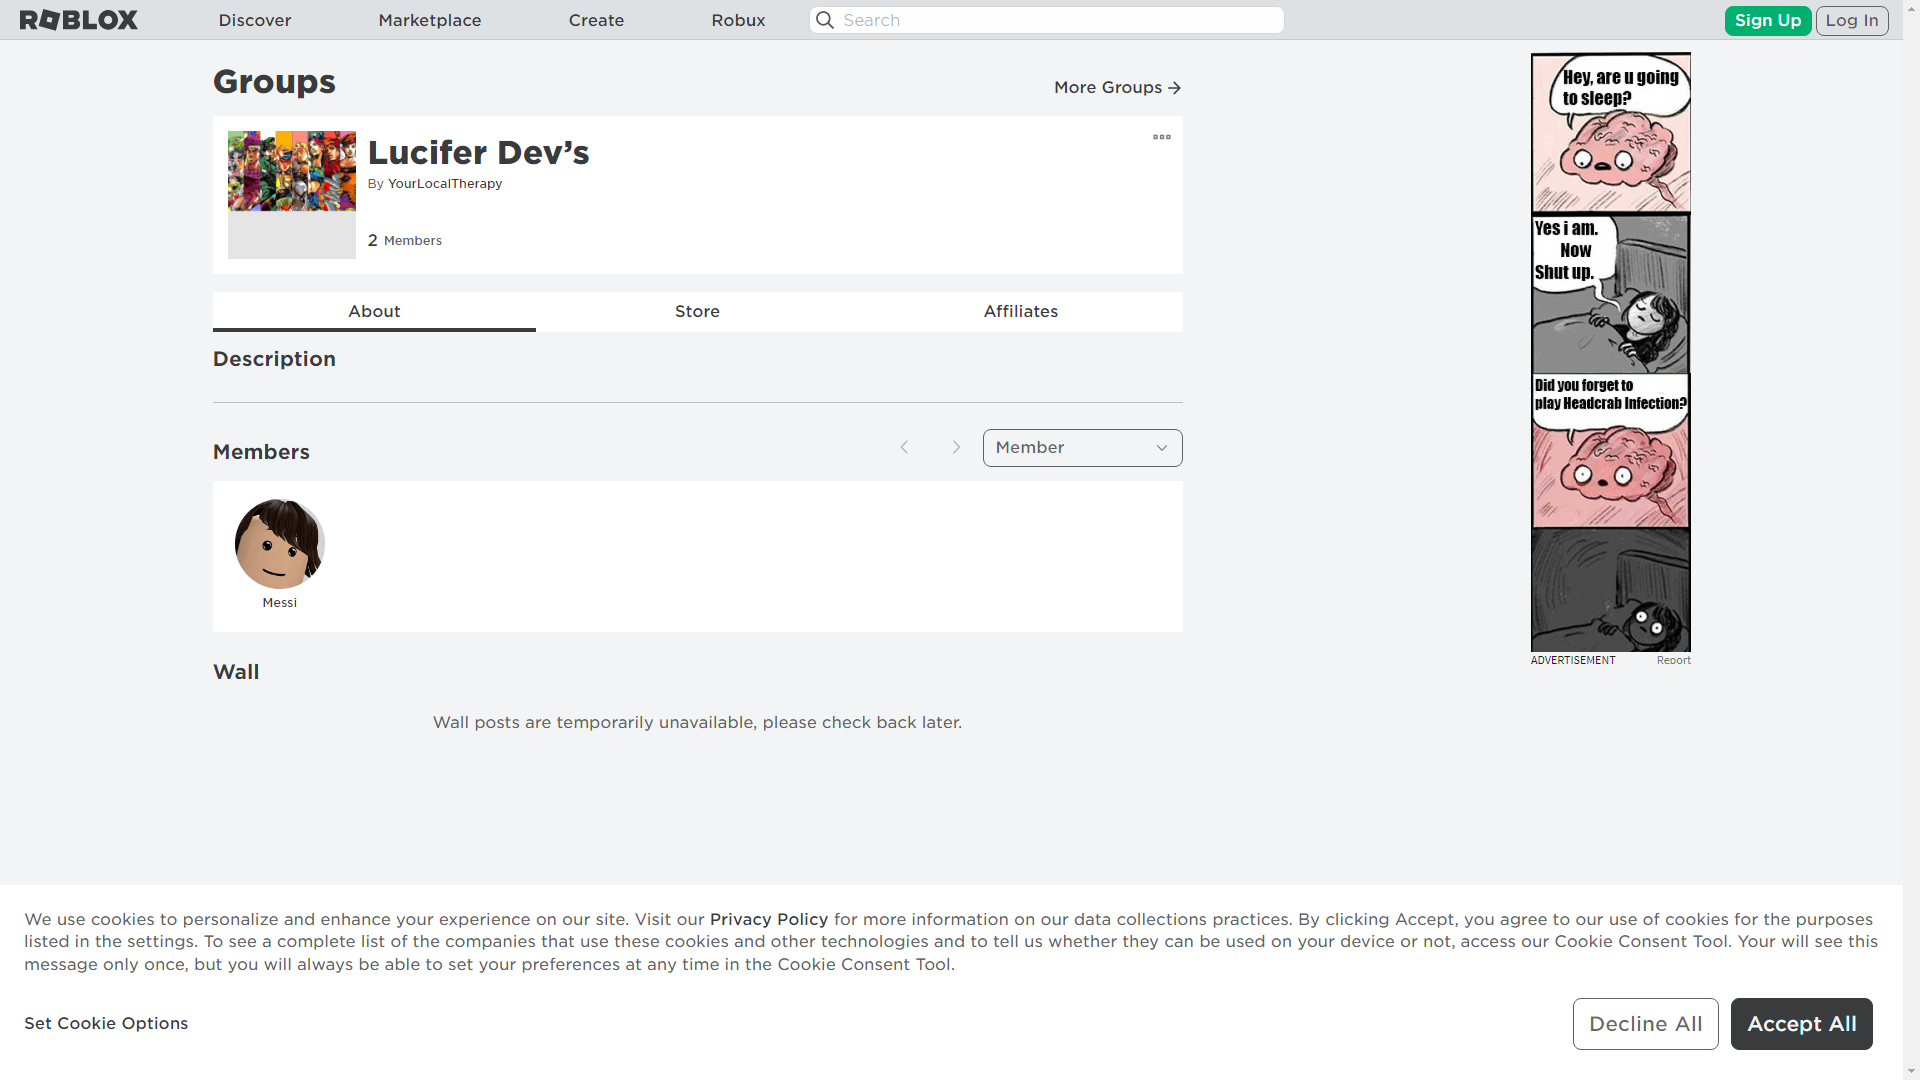 ROBLOX
Discover
Marketplace
Create
Robux
Search
Sign Up
Log In
Groups
More Groups
Lucifer Dev’s
By YourLocalTherapy
2 Members
About
Store
Affiliates
Description
Members
Member
Messi
Wall
Wall posts are temporarily unavailable, please check back later.
Hey, are u going
to sleep?
Yes i am.
Now
Shut up.
Did you forget to
play Headcrab Infection?
ADVERTISEMENT
Report
We use cookies to personalize and enhance your experience on our site. Visit our Privacy Policy for more information on our data collections practices. By clicking Accept, you agree to our use of cookies for the purposes
listed in the settings. To see a complete list of the companies that use these cookies and other technologies and to tell us whether they can be used on your device or not, access our Cookie Consent Tool. Your will see this
message only once, but you will always be able to set your preferences at any time in the Cookie Consent Tool.
Set Cookie Options
Decline All
Accept All